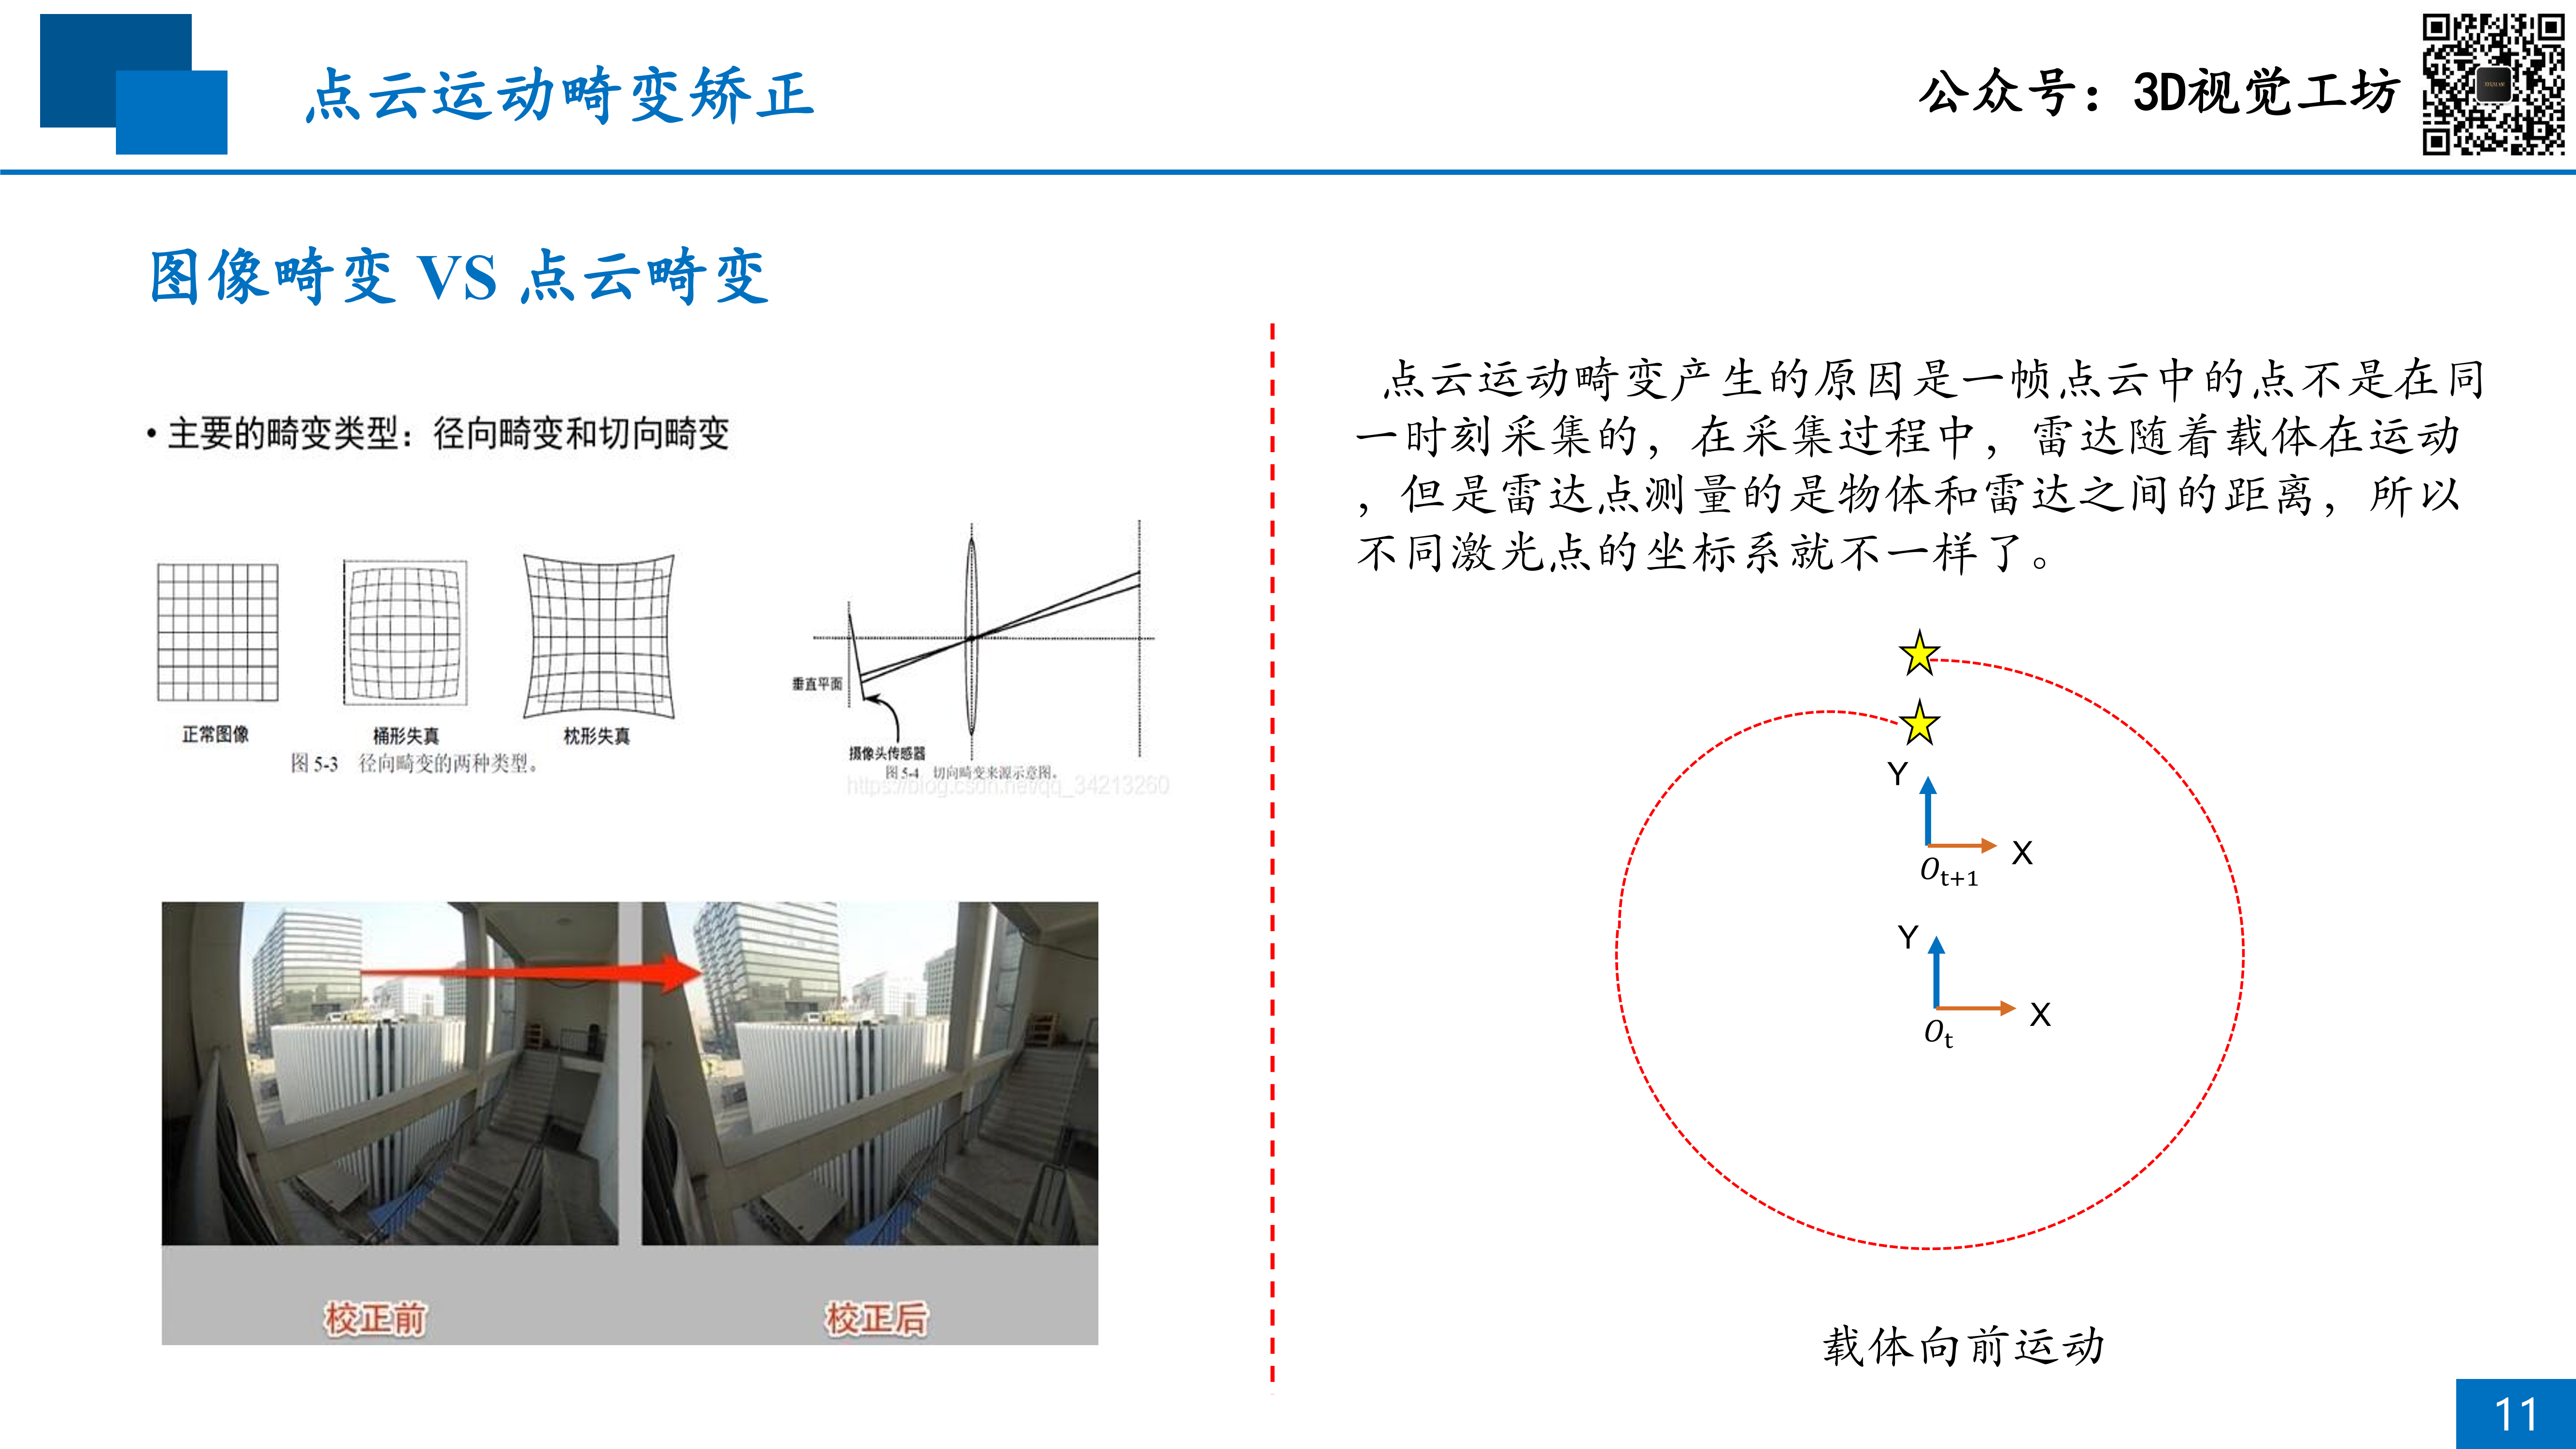 点云运动畸变矫正
公众号：3D视觉工坊
图像畸变 VS 点云畸变
• 主要的畸变类型：径向畸变和切向畸变
正常图像
桶形失真
枕形失真
图 5-3 径向畸变的两种类型。
垂直平面
摄像头传感器
图 5-4 切向畸变来源示意图。
https://blog.csdn.net/qq_34213260
校正前
校正后
点云运动畸变产生的原因是一帧点云中的点不是在同
一时刻采集的，在采集过程中，雷达随着载体在运动
，但是雷达点测量的是物体和雷达之间的距离，所以
不同激光点的坐标系就不一样了。
Y
X
O_{t+1}
Y
X
O_t
载体向前运动
11